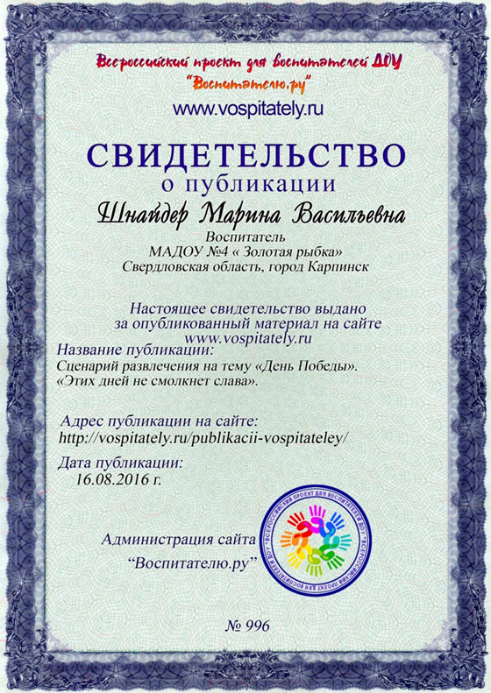 Всероссийский проект для воспитателей ДОУ
"Воспитателю.ру"
www.vospitately.ru
СВИДЕТЕЛЬСТВО
о публикации
Шнайдер Марина Васильевна
Воспитатель
МАДОУ №4 « Золотая рыбка»
Свердловская область, город Карпинск
Настоящее свидетельство выдано
за опубликованный материал на сайте
www.vospitately.ru
Название публикации:
Сценарий развлечения на тему «День Победы».
«Этих дней не смолкнет слава».
Адрес публикации на сайте:
http://vospitately.ru/publikacii-vospitateley/
Дата публикации:
16.08.2016 г.
Администрация сайта
"Воспитателю.ру"
№ 996